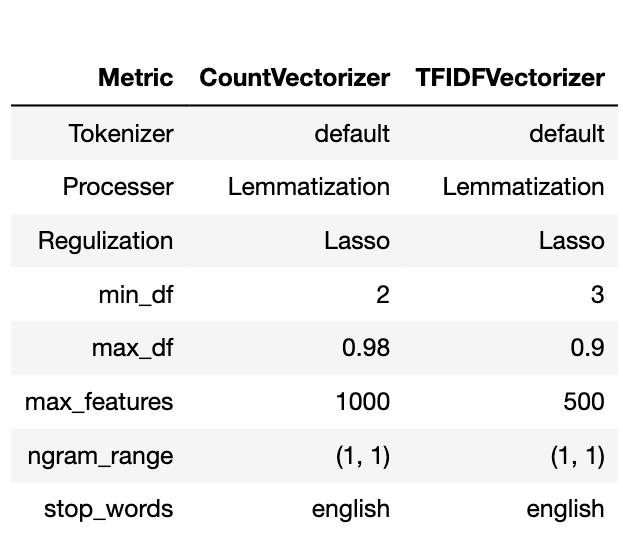 Metric CountVectorizer TFIDFVectorizer
Tokenizer default default
Processer Lemmatization Lemmatization
Regulization Lasso Lasso
min_df 2 3
max_df 0.98 0.9
max_features 1000 500
ngram_range (1, 1) (1, 1)
stop_words english english